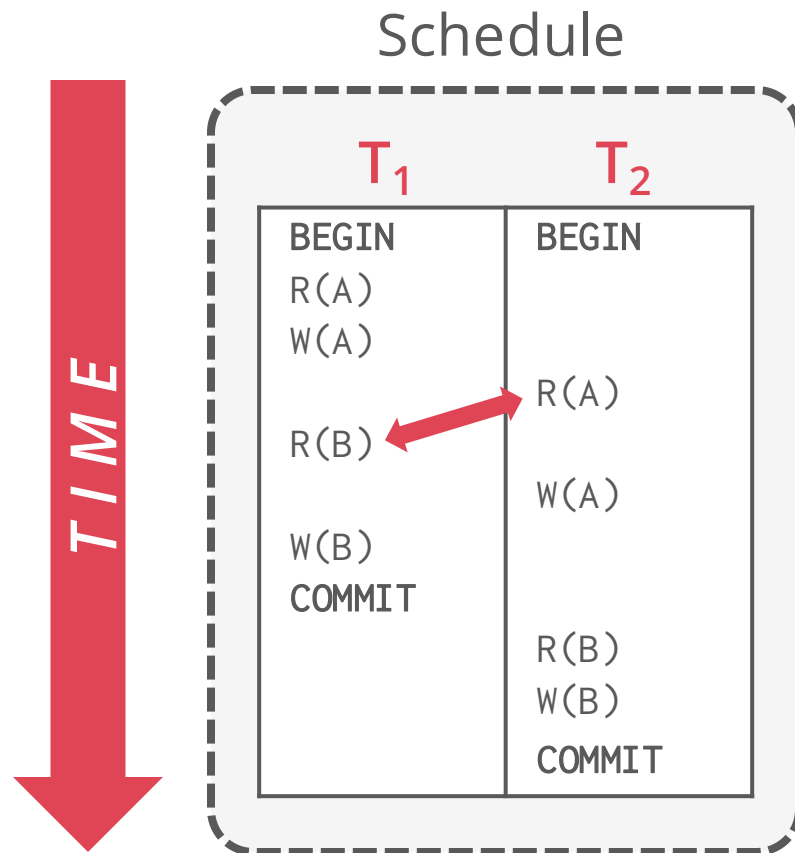 Schedule
TIME
T₁ T₂
BEGIN BEGIN
R(A)
W(A)
R(A)
R(B)
W(A)
W(B)
COMMIT
R(B)
W(B)
COMMIT